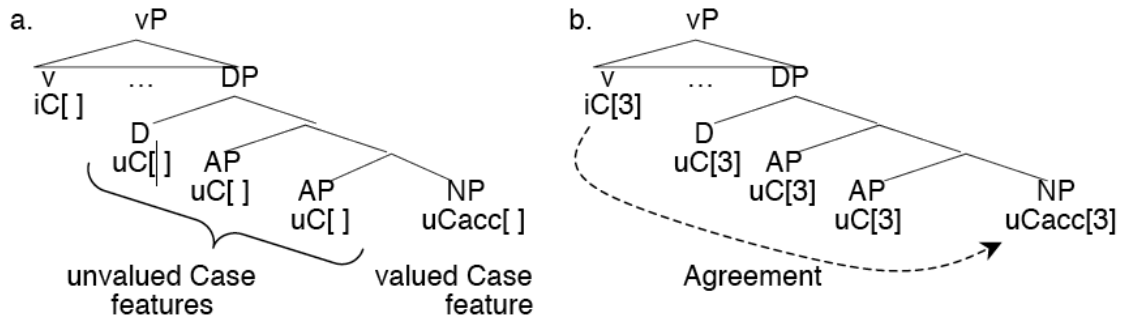 a.
vP
v
...
DP
iC[ ]
D
uC[ ]
AP
uC[ ]
AP
uC[ ]
NP
uCacc[ ]
unvalued Case
features
valued Case
feature
b.
vP
v
...
DP
iC[3]
D
uC[3]
AP
uC[3]
AP
uC[3]
NP
uCacc[3]
Agreement